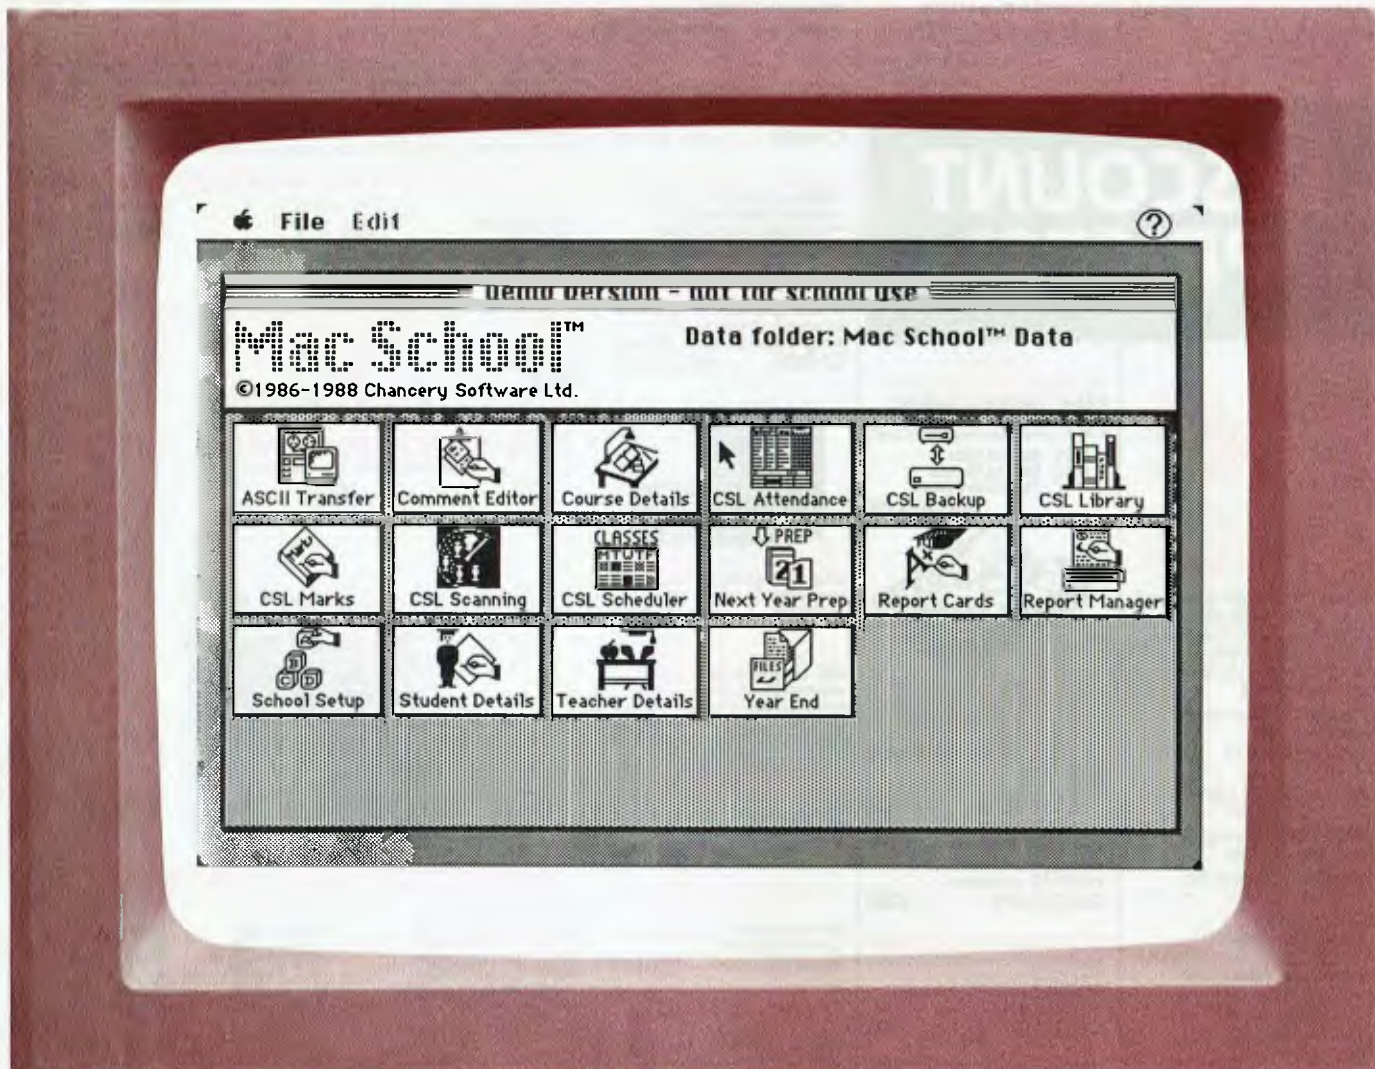 File Edit
Demo Version - not for school use
Mac School™
Data folder: Mac School™ Data
©1986-1988 Chancery Software Ltd.
ASCII Transfer
Comment Editor
Course Details
CSL Attendance
CSL Backup
CSL Library
CSL Marks
CSL Scanning
CLASSES
MTWTF
CSL Scheduler
PREP
21
Next Year Prep
Report Cards
Report Manager
School Setup
Student Details
Teacher Details
FILES
Year End